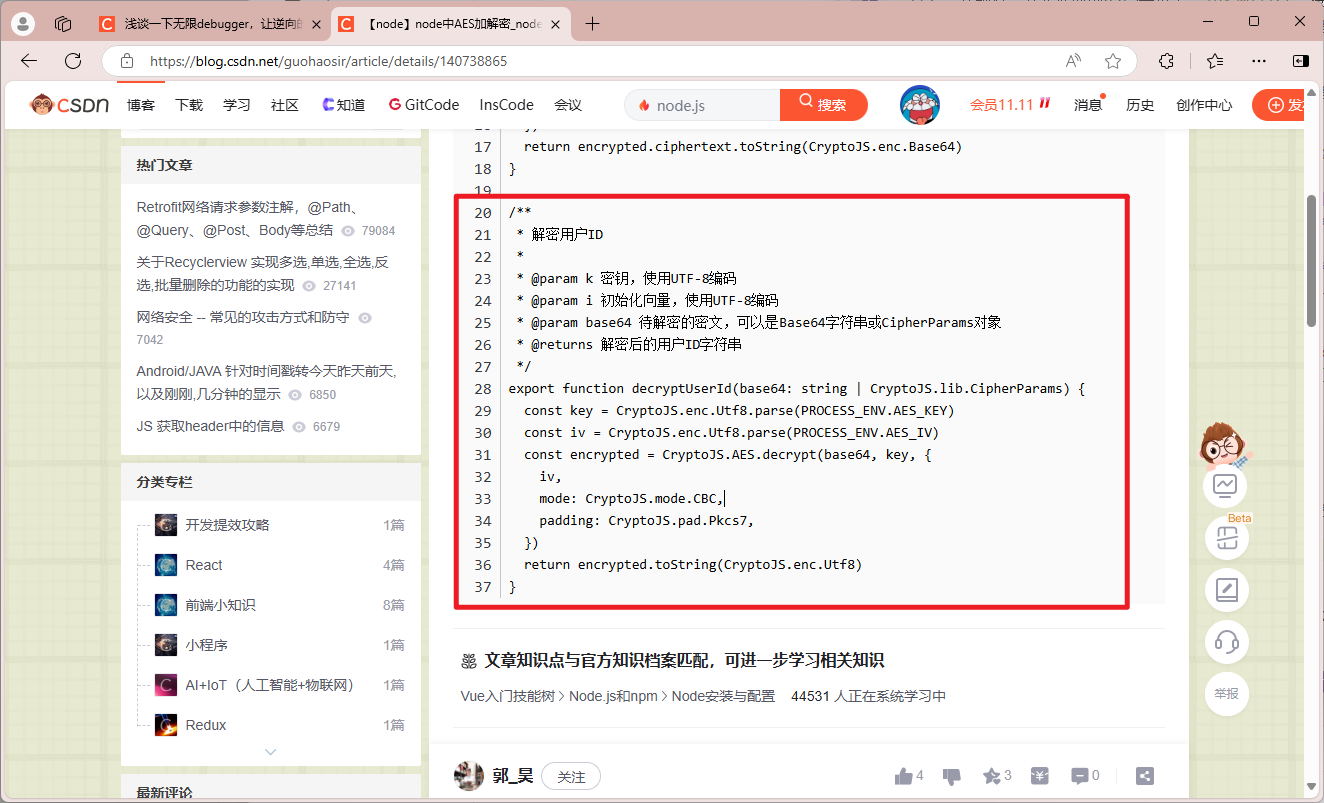 浅谈一下无限debugger，让逆向的
【node】node中AES加解密_node
https://blog.csdn.net/guohaosir/article/details/140738865
CSDN 博客 下载 学习 社区 C知道 GitCode InsCode 会议 node.js 搜索 会员11.11 消息 历史 创作中心 发布
热门文章
Retrofit网络请求参数注解，@Path、
@Query、@Post、Body等总结 79084
关于Recyclerview 实现多选,单选,全选,反
选,批量删除的功能的实现 27141
网络安全 -- 常见的攻击方式和防守
7042
Android/JAVA 针对时间戳转今天昨天前天,
以及刚刚,几分钟的显示 6850
JS 获取header中的信息 6679
分类专栏
开发提效攻略 1篇
React 4篇
前端小知识 8篇
小程序 1篇
AI+IoT（人工智能+物联网） 1篇
Redux 1篇
最新评论
17 return encrypted.ciphertext.toString(CryptoJS.enc.Base64)
18 }
19
20 /**
21 * 解密用户ID
22 *
23 * @param k 密钥，使用UTF-8编码
24 * @param i 初始化向量，使用UTF-8编码
25 * @param base64 待解密的密文，可以是Base64字符串或CipherParams对象
26 * @returns 解密后的用户ID字符串
27 */
28 export function decryptUserId(base64: string | CryptoJS.lib.CipherParams) {
29 const key = CryptoJS.enc.Utf8.parse(PROCESS_ENV.AES_KEY)
30 const iv = CryptoJS.enc.Utf8.parse(PROCESS_ENV.AES_IV)
31 const encrypted = CryptoJS.AES.decrypt(base64, key, {
32 iv,
33 mode: CryptoJS.mode.CBC,
34 padding: CryptoJS.pad.Pkcs7,
35 })
36 return encrypted.toString(CryptoJS.enc.Utf8)
37 }
文章知识点与官方知识档案匹配，可进一步学习相关知识
Vue入门技能树 > Node.js和npm > Node安装与配置 44531 人正在系统学习中
郭_昊 关注 4 3 0
Beta
举报